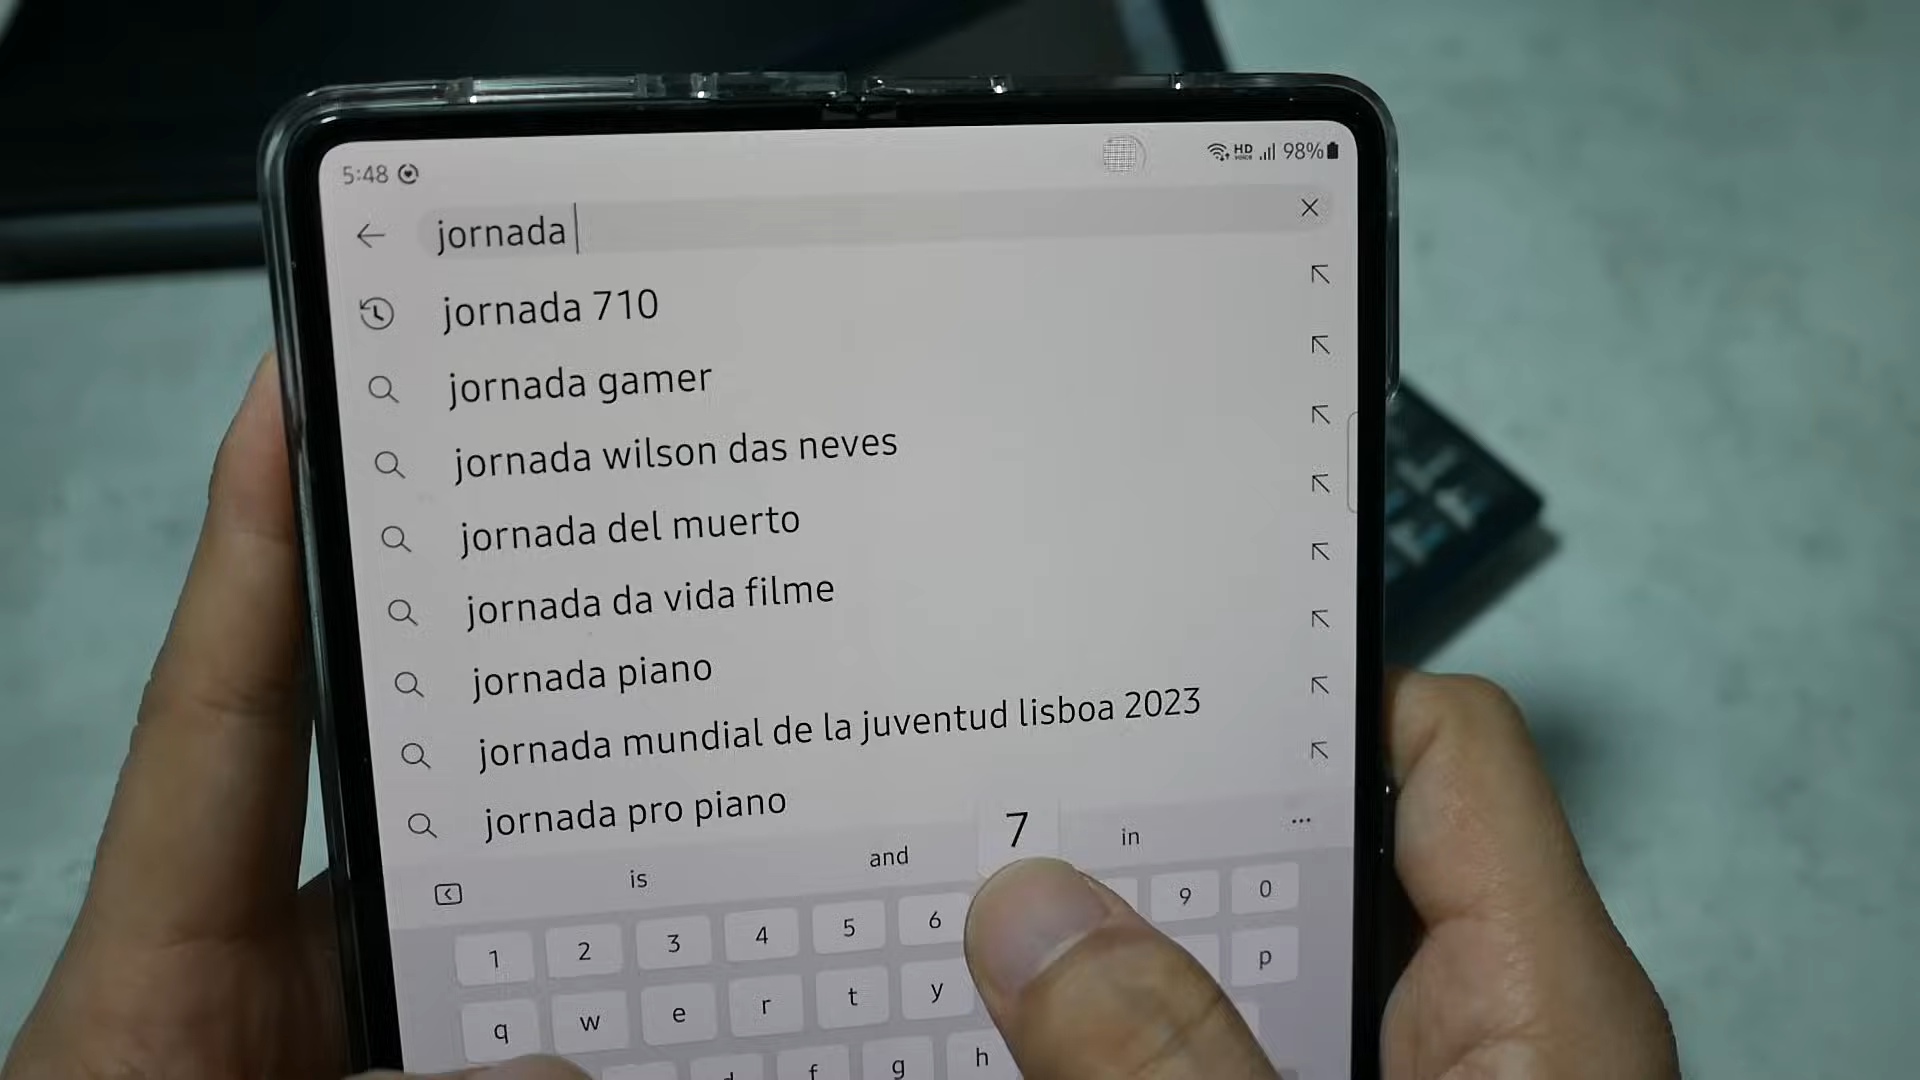 5:48 HD VOICE 98%
jornada
jornada 710
jornada gamer
jornada wilson das neves
jornada del muerto
jornada da vida filme
jornada piano
jornada mundial de la juventud lisboa 2023
jornada pro piano
is and 7 in ...
1 2 3 4 5 6 9 0
q w e r t y p
f g h